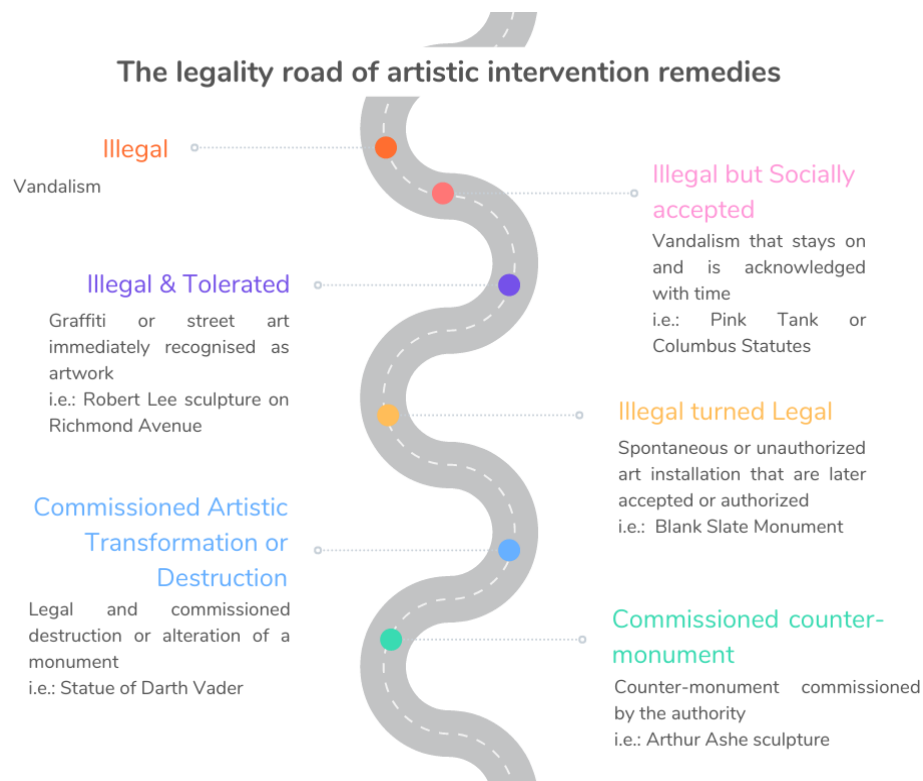 The legality road of artistic intervention remedies
Illegal
Vandalism
Illegal but Socially
accepted
Vandalism that stays on
and is acknowledged
with time
i.e.: Pink Tank or
Columbus Statutes
Illegal & Tolerated
Graffiti or street art
immediately recognised as
artwork
i.e.: Robert Lee sculpture on
Richmond Avenue
Illegal turned Legal
Spontaneous or unauthorized
art installation that are later
accepted or authorized
i.e.: Blank Slate Monument
Commissioned Artistic
Transformation or
Destruction
Legal and commissioned
destruction or alteration of a
monument
i.e.: Statue of Darth Vader
Commissioned counter-
monument
Counter-monument commissioned
by the authority
i.e.: Arthur Ashe sculpture